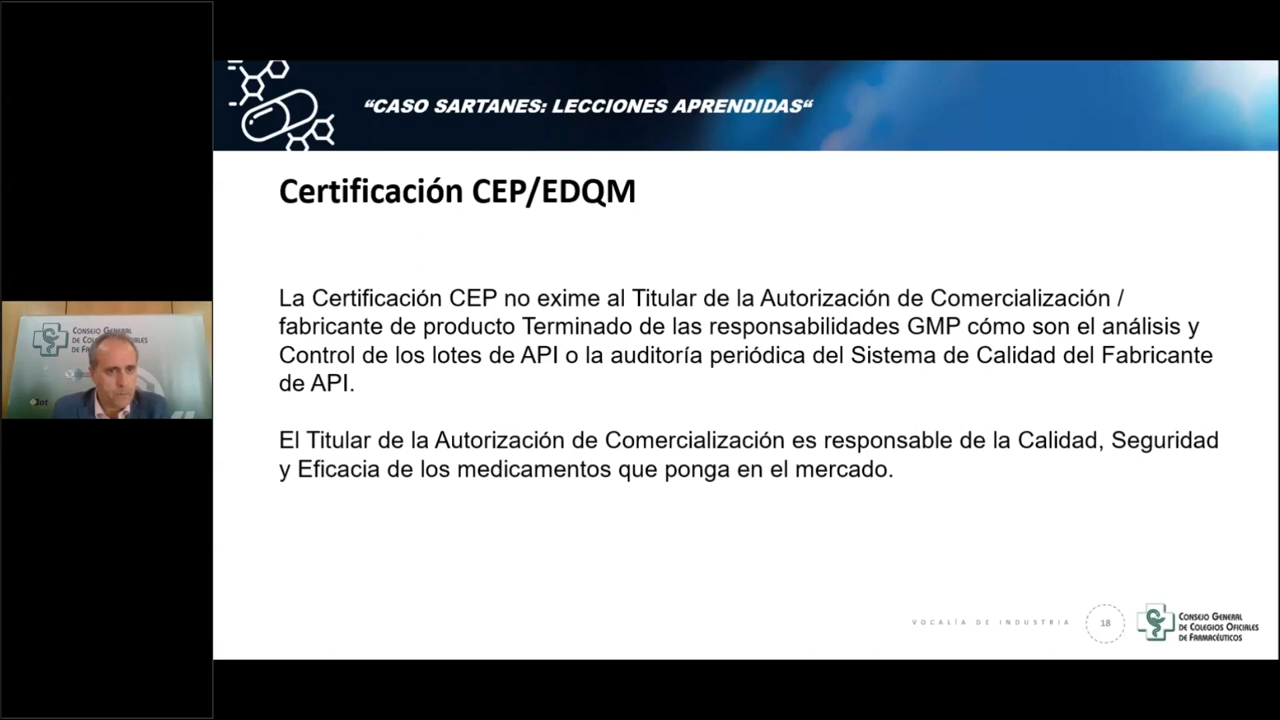 “CASO SARTANES: LECCIONES APRENDIDAS“
Certificación CEP/EDQM
La Certificación CEP no exime al Titular de la Autorización de Comercialización /
fabricante de producto Terminado de las responsabilidades GMP cómo son el análisis y
Control de los lotes de API o la auditoría periódica del Sistema de Calidad del Fabricante
de API.
El Titular de la Autorización de Comercialización es responsable de la Calidad, Seguridad
y Eficacia de los medicamentos que ponga en el mercado.
CONSEJO GENERAL
DE COLEGIOS
VOCALÍA DE INDUSTRIA
18
CONSEJO GENERAL
DE COLEGIOS OFICIALES
DE FARMACÉUTICOS